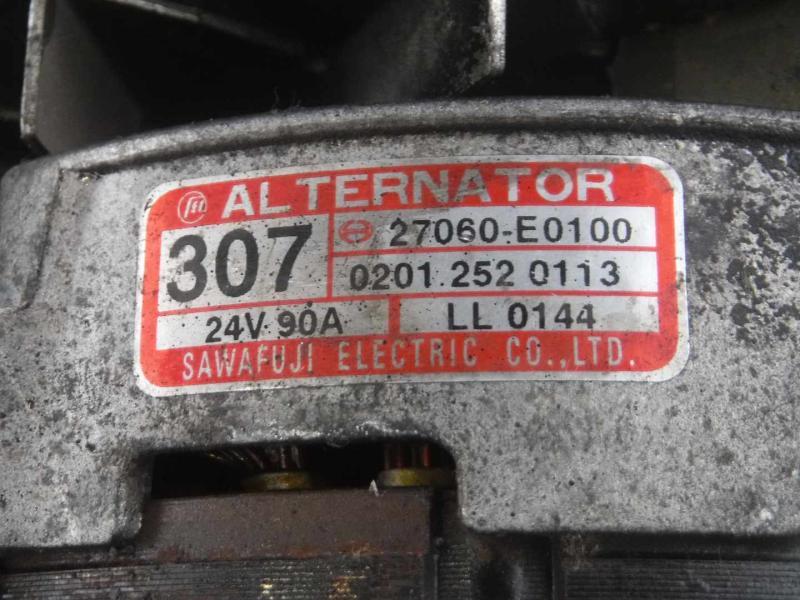 ALTERNATOR
307
27060-E0100
0201 252 0113
24V 90A
LL 0144
SAWAFUJI ELECTRIC CO.,LTD.